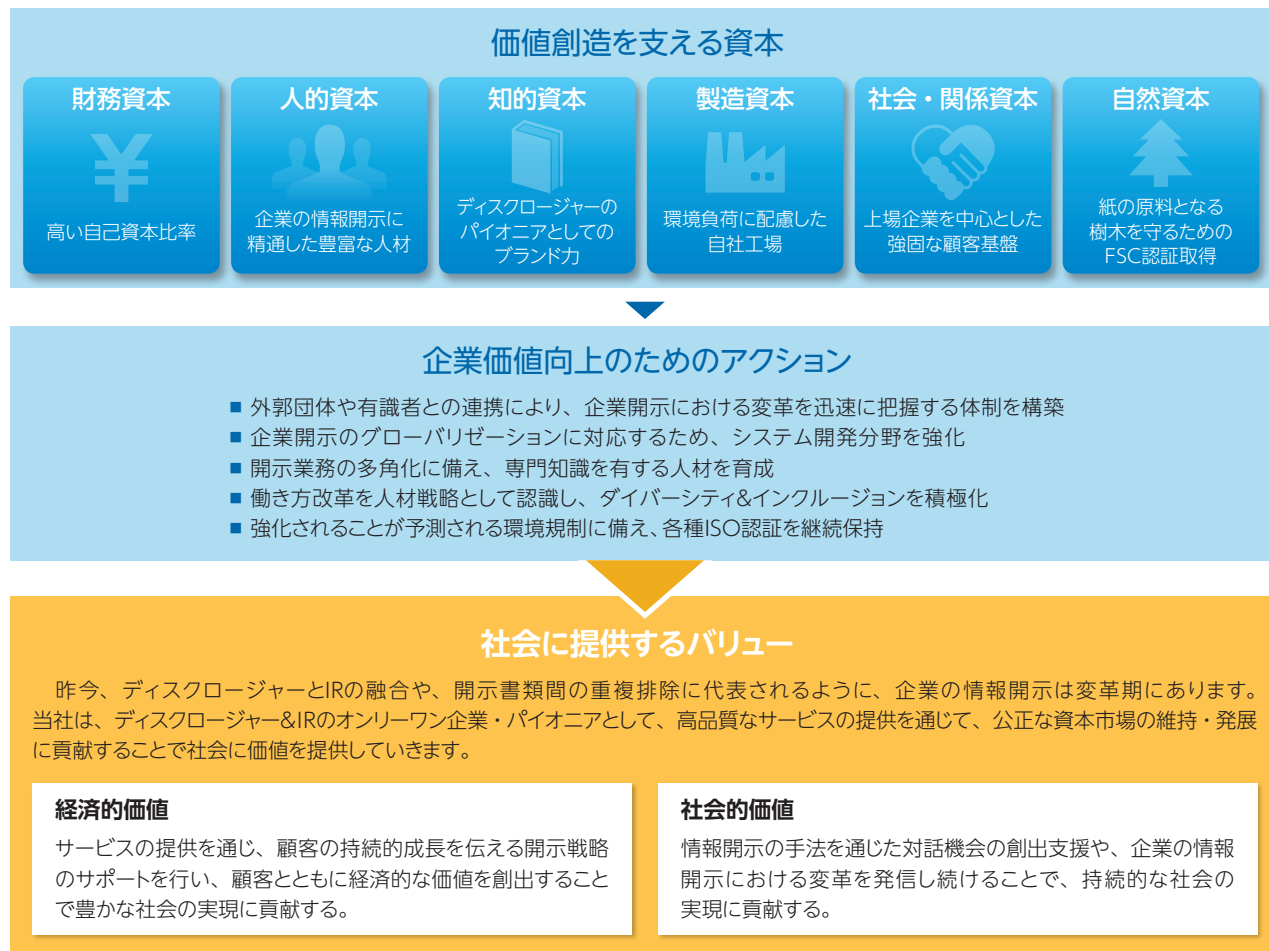 価値創造を支える資本
財務資本
¥
高い自己資本比率
人的資本
企業の情報開示に
精通した豊富な人材
知的資本
ディスクロージャーの
パイオニアとしての
ブランド力
製造資本
環境負荷に配慮した
自社工場
社会・関係資本
上場企業を中心とした
強固な顧客基盤
自然資本
紙の原料となる
樹木を守るための
FSC認証取得
企業価値向上のためのアクション
■ 外郭団体や有識者との連携により、企業開示における変革を迅速に把握する体制を構築
■ 企業開示のグローバリゼーションに対応するため、システム開発分野を強化
■ 開示業務の多角化に備え、専門知識を有する人材を育成
■ 働き方改革を人材戦略として認識し、ダイバーシティ&インクルージョンを積極化
■ 強化されることが予測される環境規制に備え、各種ISO認証を継続保持
社会に提供するバリュー
昨今、ディスクロージャーとIRの融合や、開示書類間の重複排除に代表されるように、企業の情報開示は変革期にあります。
当社は、ディスクロージャー&IRのオンリーワン企業・パイオニアとして、高品質なサービスの提供を通じて、公正な資本市場の維持・発展
に貢献することで社会に価値を提供していきます。
経済的価値
サービスの提供を通じ、顧客の持続的成長を伝える開示戦略
のサポートを行い、顧客とともに経済的な価値を創出すること
で豊かな社会の実現に貢献する。
社会的価値
情報開示の手法を通じた対話機会の創出支援や、企業の情報
開示における変革を発信し続けることで、持続的な社会の
実現に貢献する。